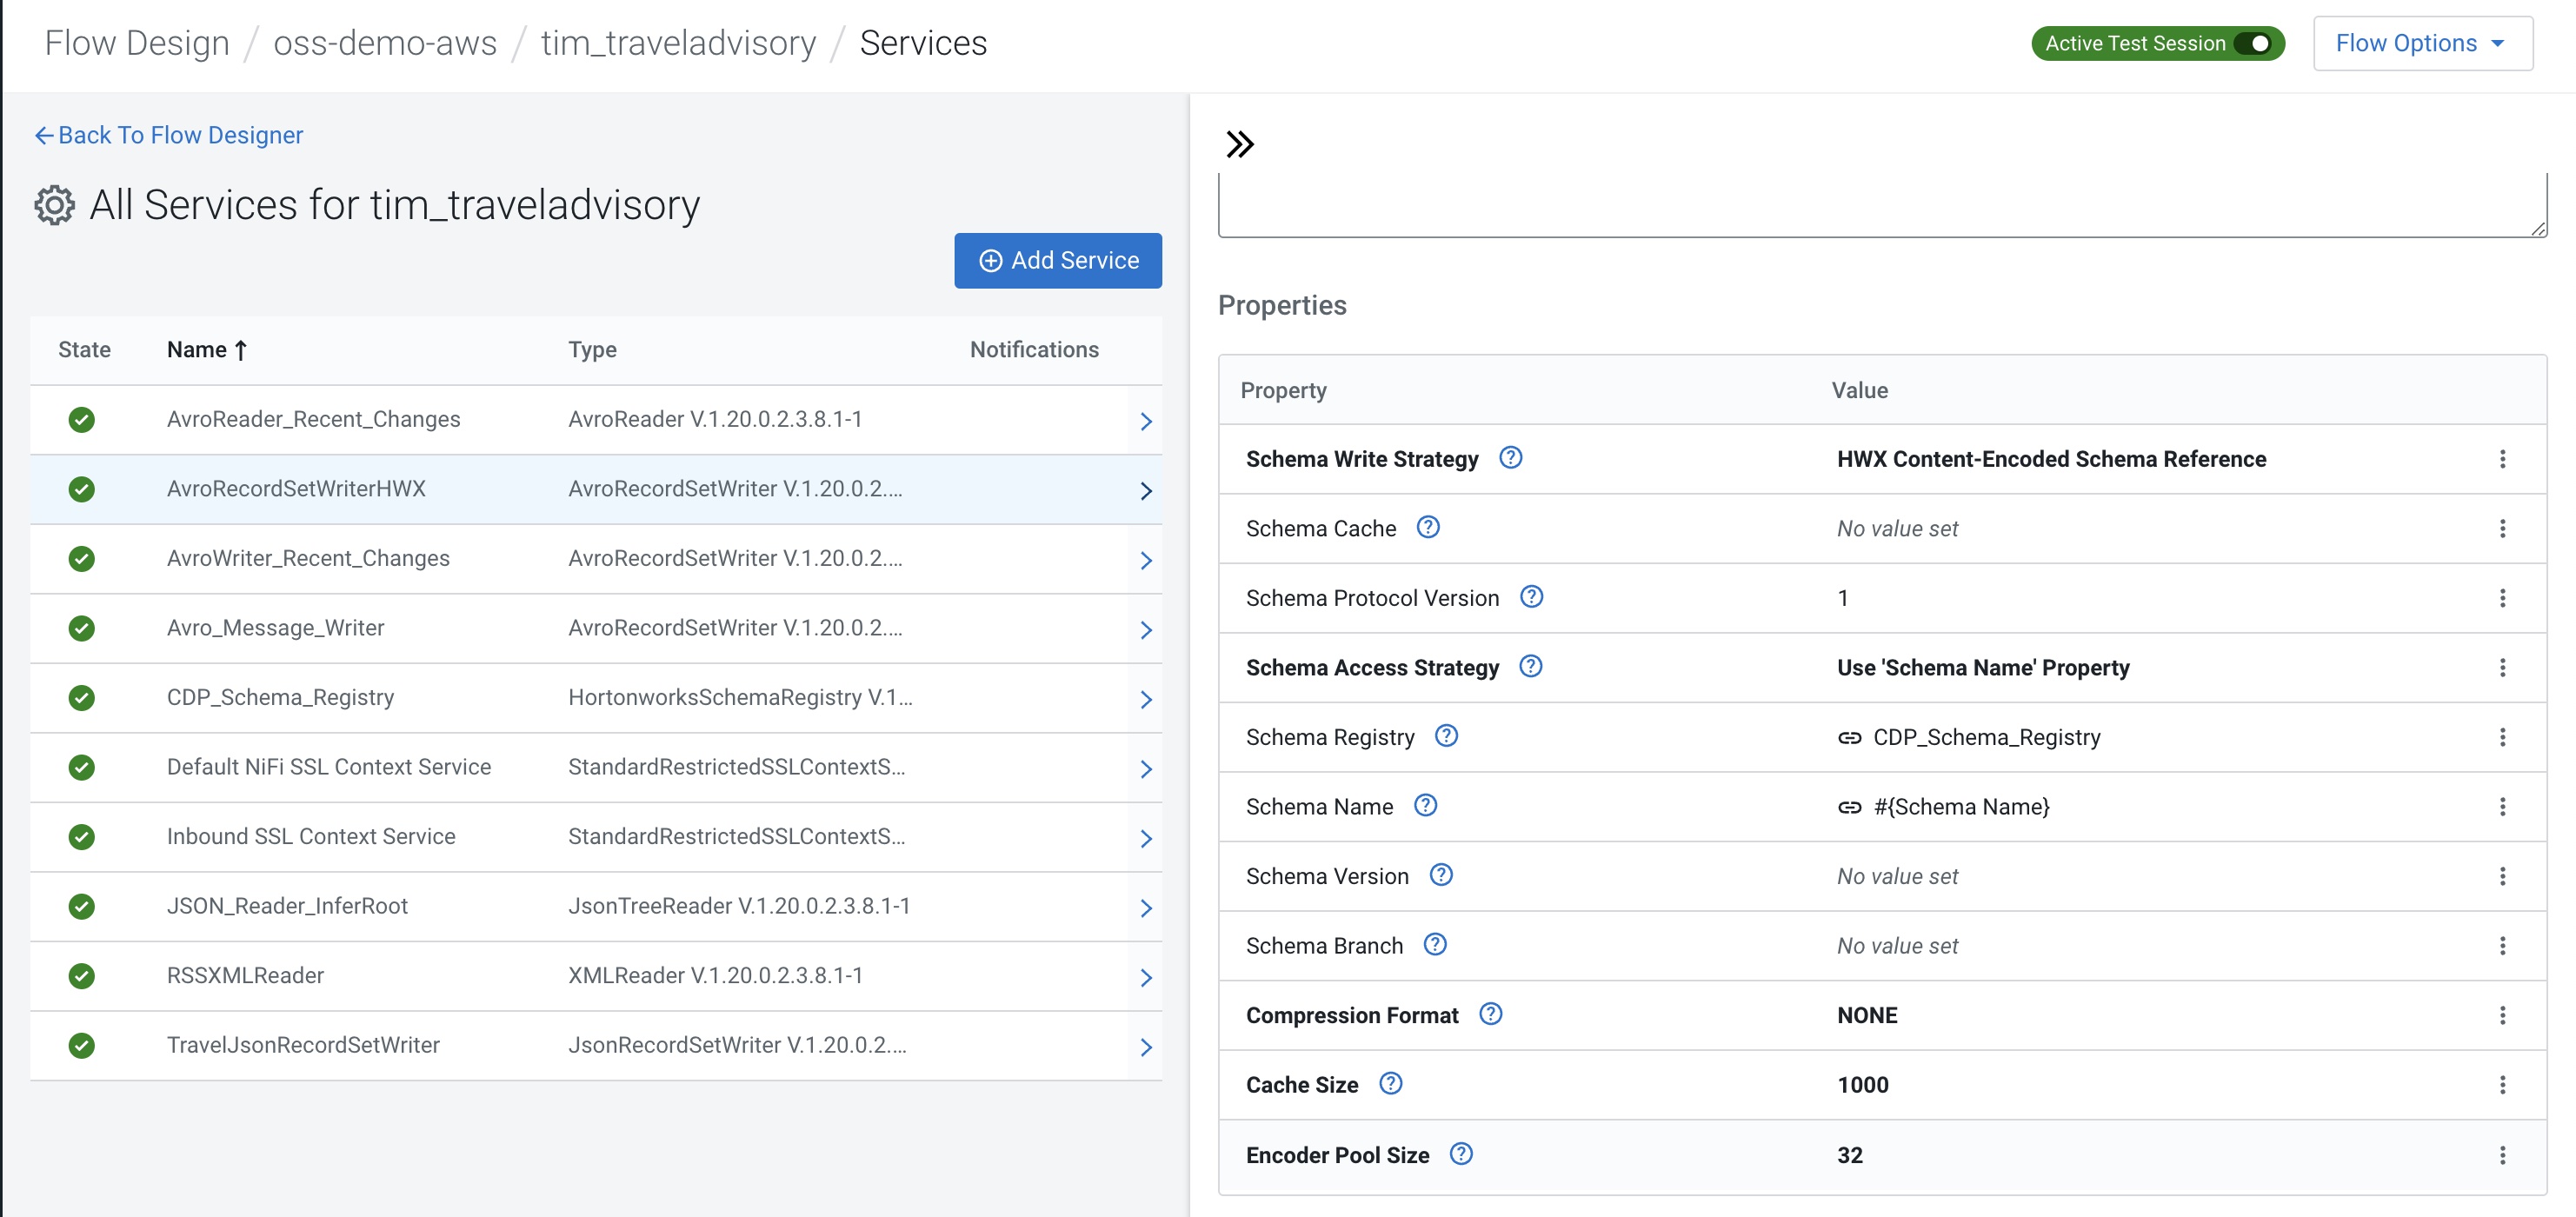 Flow Design / oss-demo-aws / tim_traveladvisory / Services
Active Test Session
Flow Options
Back To Flow Designer
All Services for tim_traveladvisory
Add Service
State Name Type Notifications
AvroReader_Recent_Changes AvroReader V.1.20.0.2.3.8.1-1
AvroRecordSetWriterHWX AvroRecordSetWriter V.1.20.0.2....
AvroWriter_Recent_Changes AvroRecordSetWriter V.1.20.0.2....
Avro_Message_Writer AvroRecordSetWriter V.1.20.0.2....
CDP_Schema_Registry HortonworksSchemaRegistry V.1...
Default NiFi SSL Context Service StandardRestrictedSSLContextS...
Inbound SSL Context Service StandardRestrictedSSLContextS...
JSON_Reader_InferRoot JsonTreeReader V.1.20.0.2.3.8.1-1
RSSXMLReader XMLReader V.1.20.0.2.3.8.1-1
TravelJsonRecordSetWriter JsonRecordSetWriter V.1.20.0.2....
Properties
Property Value
Schema Write Strategy HWX Content-Encoded Schema Reference
Schema Cache No value set
Schema Protocol Version 1
Schema Access Strategy Use 'Schema Name' Property
Schema Registry CDP_Schema_Registry
Schema Name #{Schema Name}
Schema Version No value set
Schema Branch No value set
Compression Format NONE
Cache Size 1000
Encoder Pool Size 32